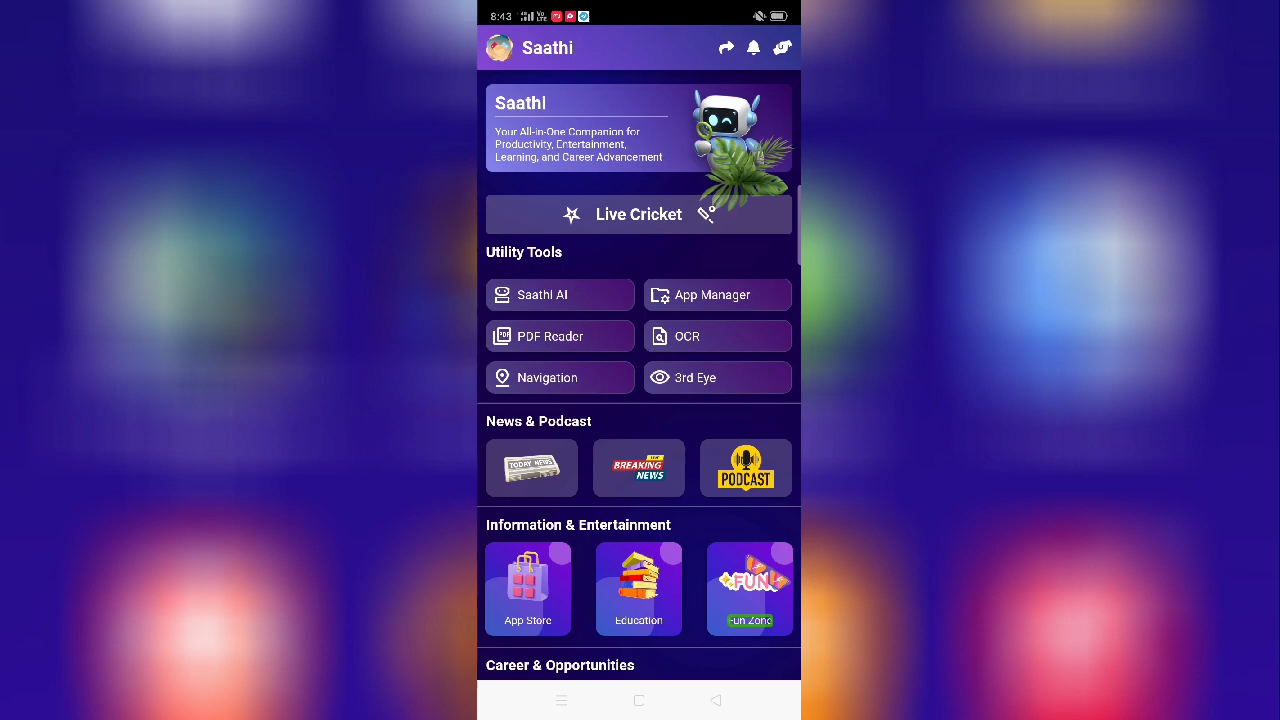 8:43
Saathi
Saathi
Your All-in-One Companion for
Productivity, Entertainment,
Learning, and Career Advancement
Live Cricket
Utility Tools
Saathi AI
App Manager
PDF Reader
OCR
Navigation
3rd Eye
News & Podcast
TODAY NEWS
LIVE
BREAKING
NEWS
PODCAST
Information & Entertainment
FUN
App Store
Education
Fun Zone
Career & Opportunities